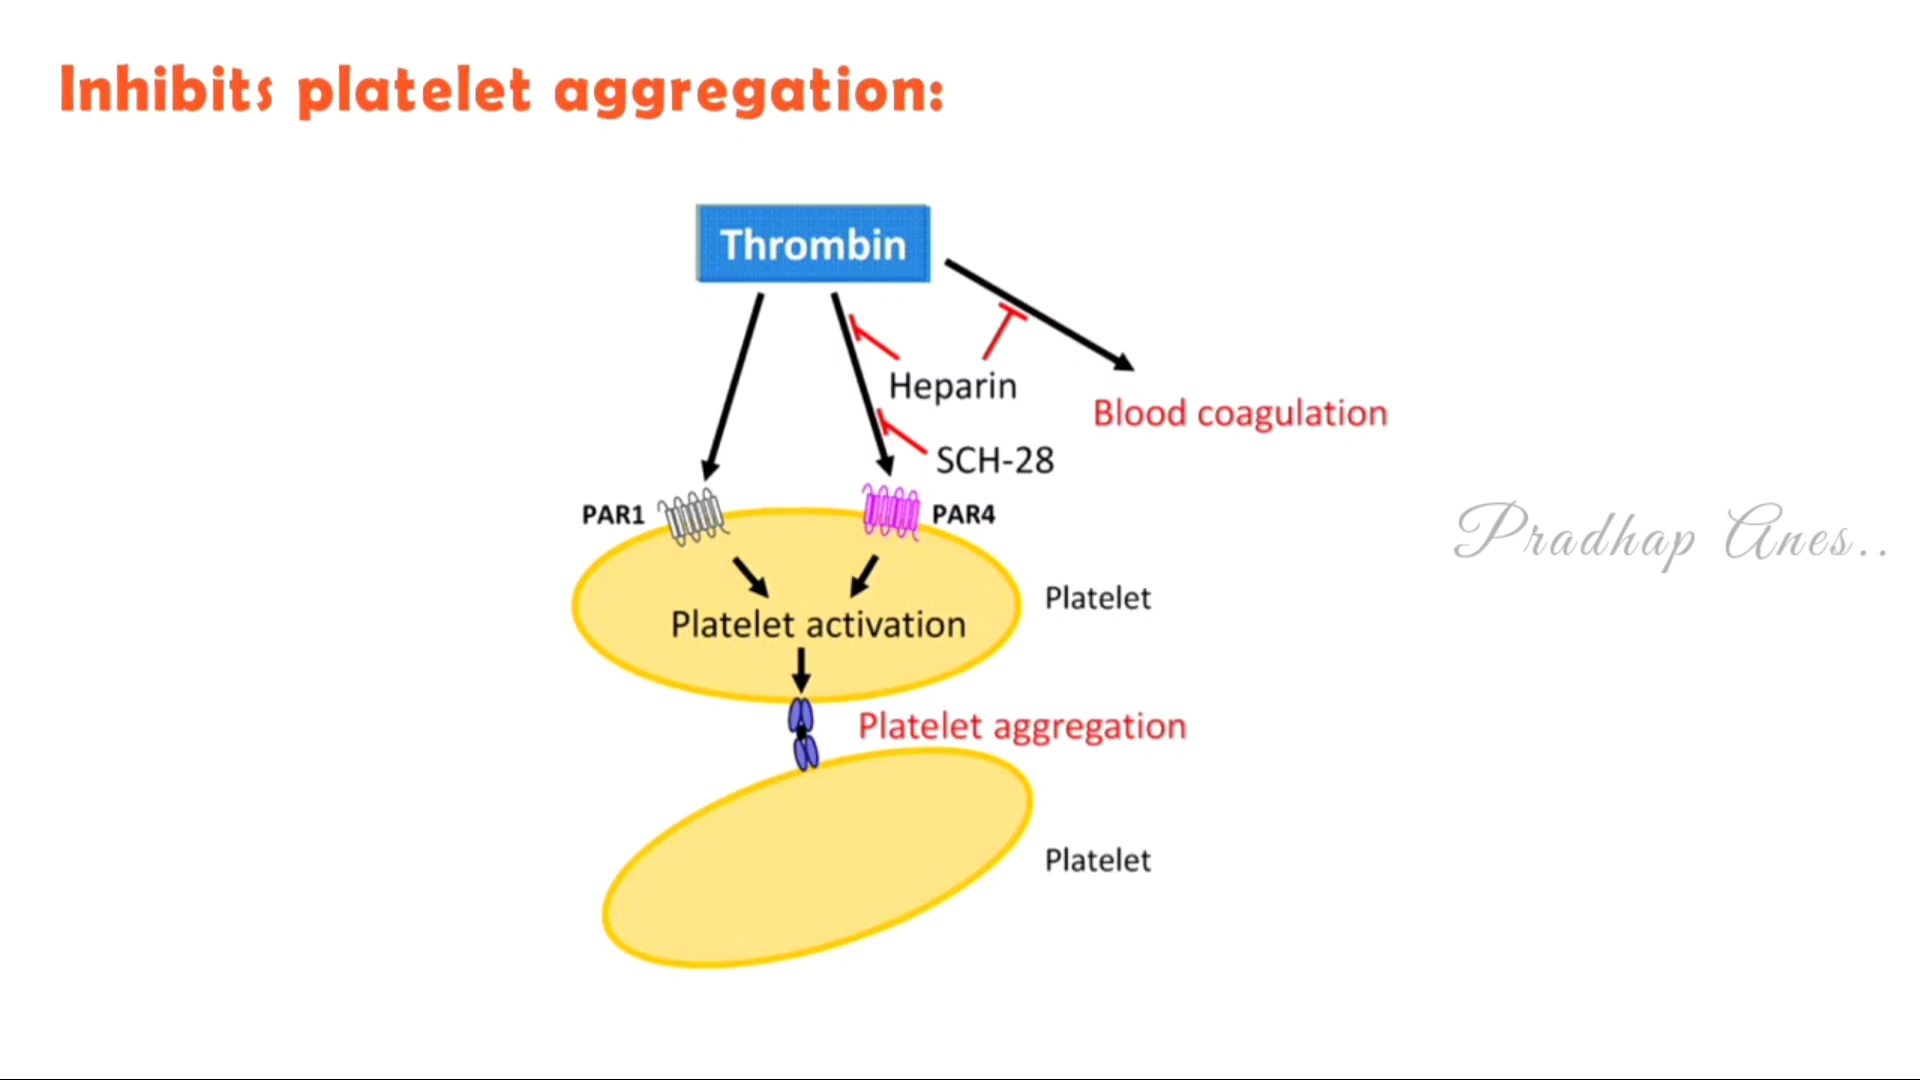 Inhibits platelet aggregation:
Thrombin
Heparin
Blood coagulation
SCH-28
PAR1
PAR4
Pradhap Anes..
Platelet
Platelet activation
Platelet aggregation
Platelet